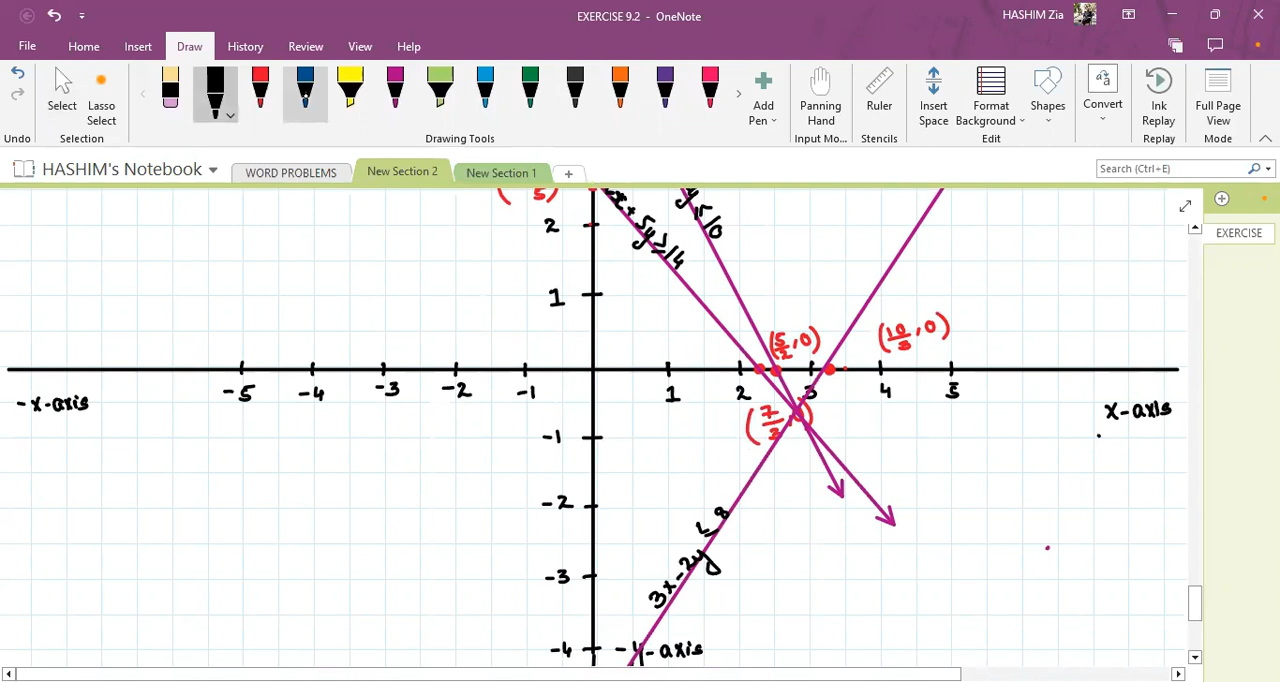 EXERCISE 9.2 - OneNote
HASHIM Zia
File Home Insert Draw History Review View Help
Select
Lasso Select
Add Pen
Panning Hand
Ruler
Insert Space
Format Background
Shapes
Convert
Ink Replay
Full Page View
Undo Selection Drawing Tools Input Mo... Stencils Edit Replay Mode
HASHIM's Notebook WORD PROBLEMS New Section 2 New Section 1
Search (Ctrl+E)
EXERCISE
( 5)
2
1
(5/2, 0)
(10/3, 0)
-5 -4 -3 -2 -1 1 2 3 4 5
-x-axis
x-axis
-1
-2
-3
3x-2y≤8
-4 -y-axis